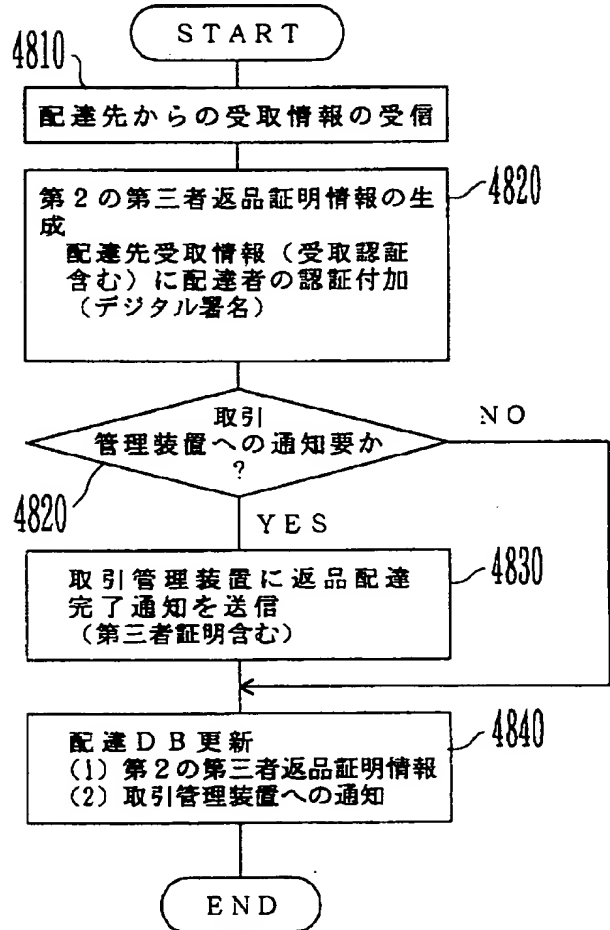 START
4810
配達先からの受取情報の受信
4820
第2の第三者返品証明情報の生
成
配達先受取情報(受取認証
含む)に配達者の認証付加
(デジタル署名)
取引
管理装置への通知要か
?
NO
4820
YES
4830
取引管理装置に返品配達
完了通知を送信
(第三者証明含む)
4840
配達DB更新
(1)第2の第三者返品証明情報
(2)取引管理装置への通知
END